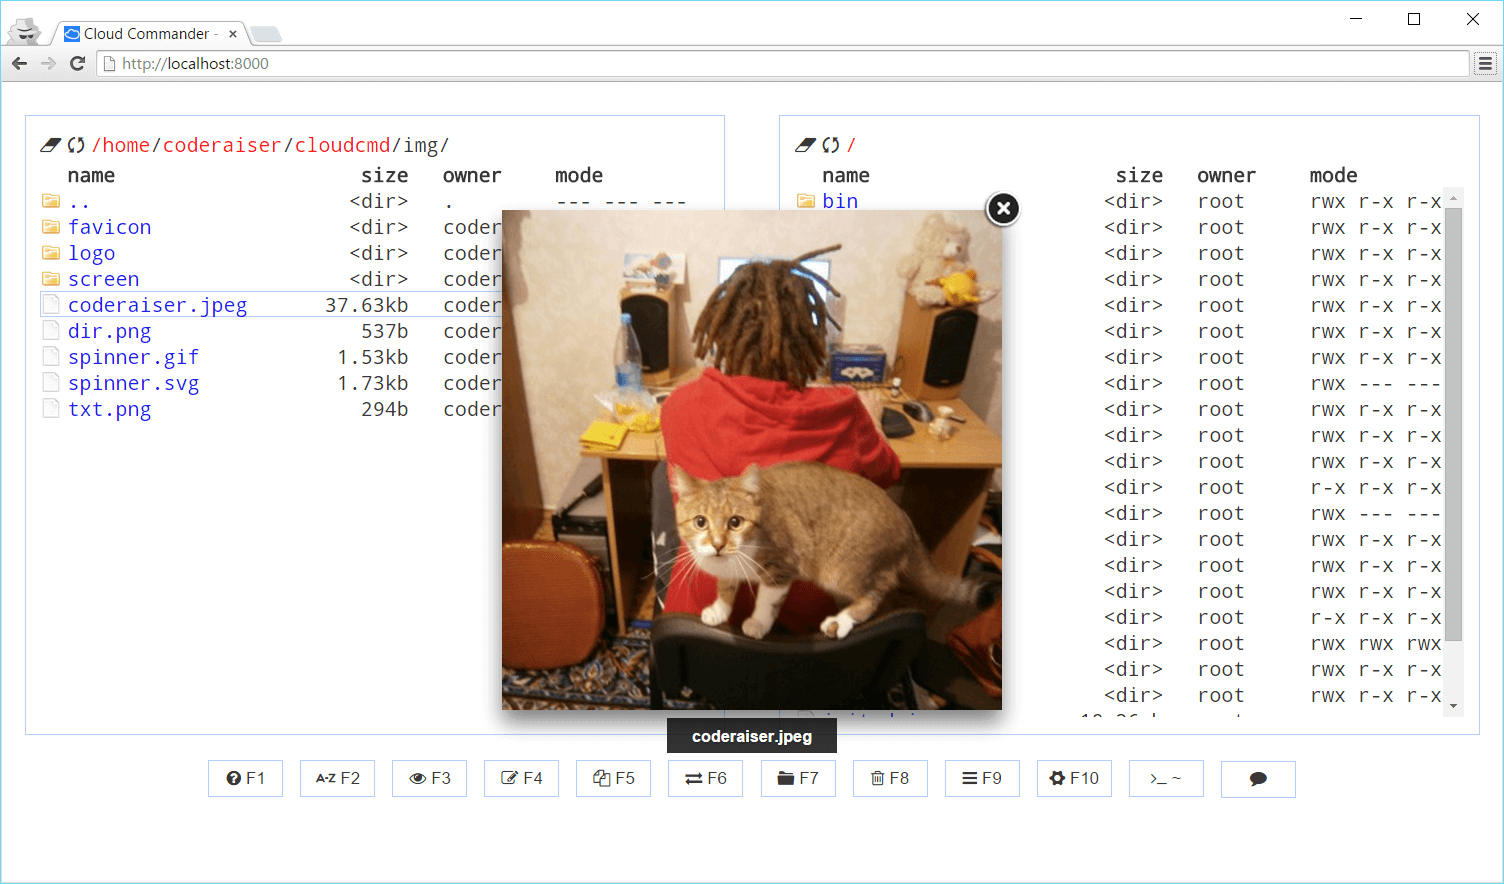 Cloud Commander -
http://localhost:8000
/home/coderaiser/cloudcmd/img/
name size owner mode
.. <dir> . --- --- ---
favicon <dir> coder
logo <dir> coder
screen <dir> coder
coderaiser.jpeg 37.63kb coder
dir.png 537b coder
spinner.gif 1.53kb coder
spinner.svg 1.73kb coder
txt.png 294b coder
/
name size owner mode
bin <dir> root rwx r-x r-x
<dir> root rwx r-x r-x
<dir> root rwx r-x r-x
<dir> root rwx r-x r-x
<dir> root rwx r-x r-x
<dir> root rwx r-x r-x
<dir> root rwx r-x r-x
<dir> root rwx --- ---
<dir> root rwx r-x r-x
<dir> root rwx r-x r-x
<dir> root rwx r-x r-x
<dir> root r-x r-x r-x
<dir> root rwx --- ---
<dir> root rwx r-x r-x
<dir> root rwx r-x r-x
<dir> root rwx r-x r-x
<dir> root r-x r-x r-x
<dir> root rwx rwx rwx
<dir> root rwx r-x r-x
<dir> root rwx r-x r-x
coderaiser.jpeg
F1 A-Z F2 F3 F4 F5 F6 F7 F8 F9 F10 >_ ~